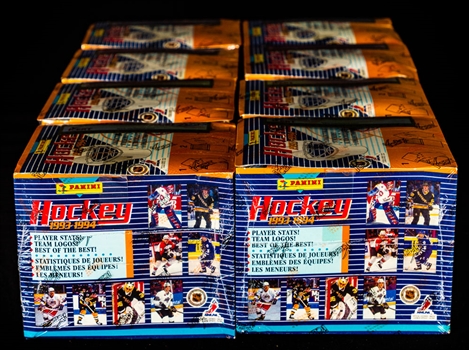 PANINI
Hockey
1993-1994
PLAYER STATS!
TEAM LOGOS!
BEST OF THE BEST!
STATISTIQUES DE JOUEURS!
EMBLÈMES DES ÉQUIPES!
LES MENEURS!
PANINI
Hockey
1993-1994
PLAYER STATS!
TEAM LOGOS!
BEST OF THE BEST!
STATISTIQUES DE JOUEURS!
EMBLÈMES DES ÉQUIPES!
LES MENEURS!